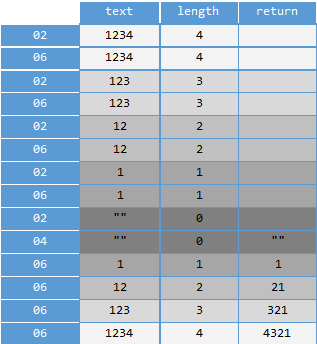 text length return
02 1234 4
06 1234 4
02 123 3
06 123 3
02 12 2
06 12 2
02 1 1
06 1 1
02 "" 0
04 "" 0 ""
06 1 1 1
06 12 2 21
06 123 3 321
06 1234 4 4321